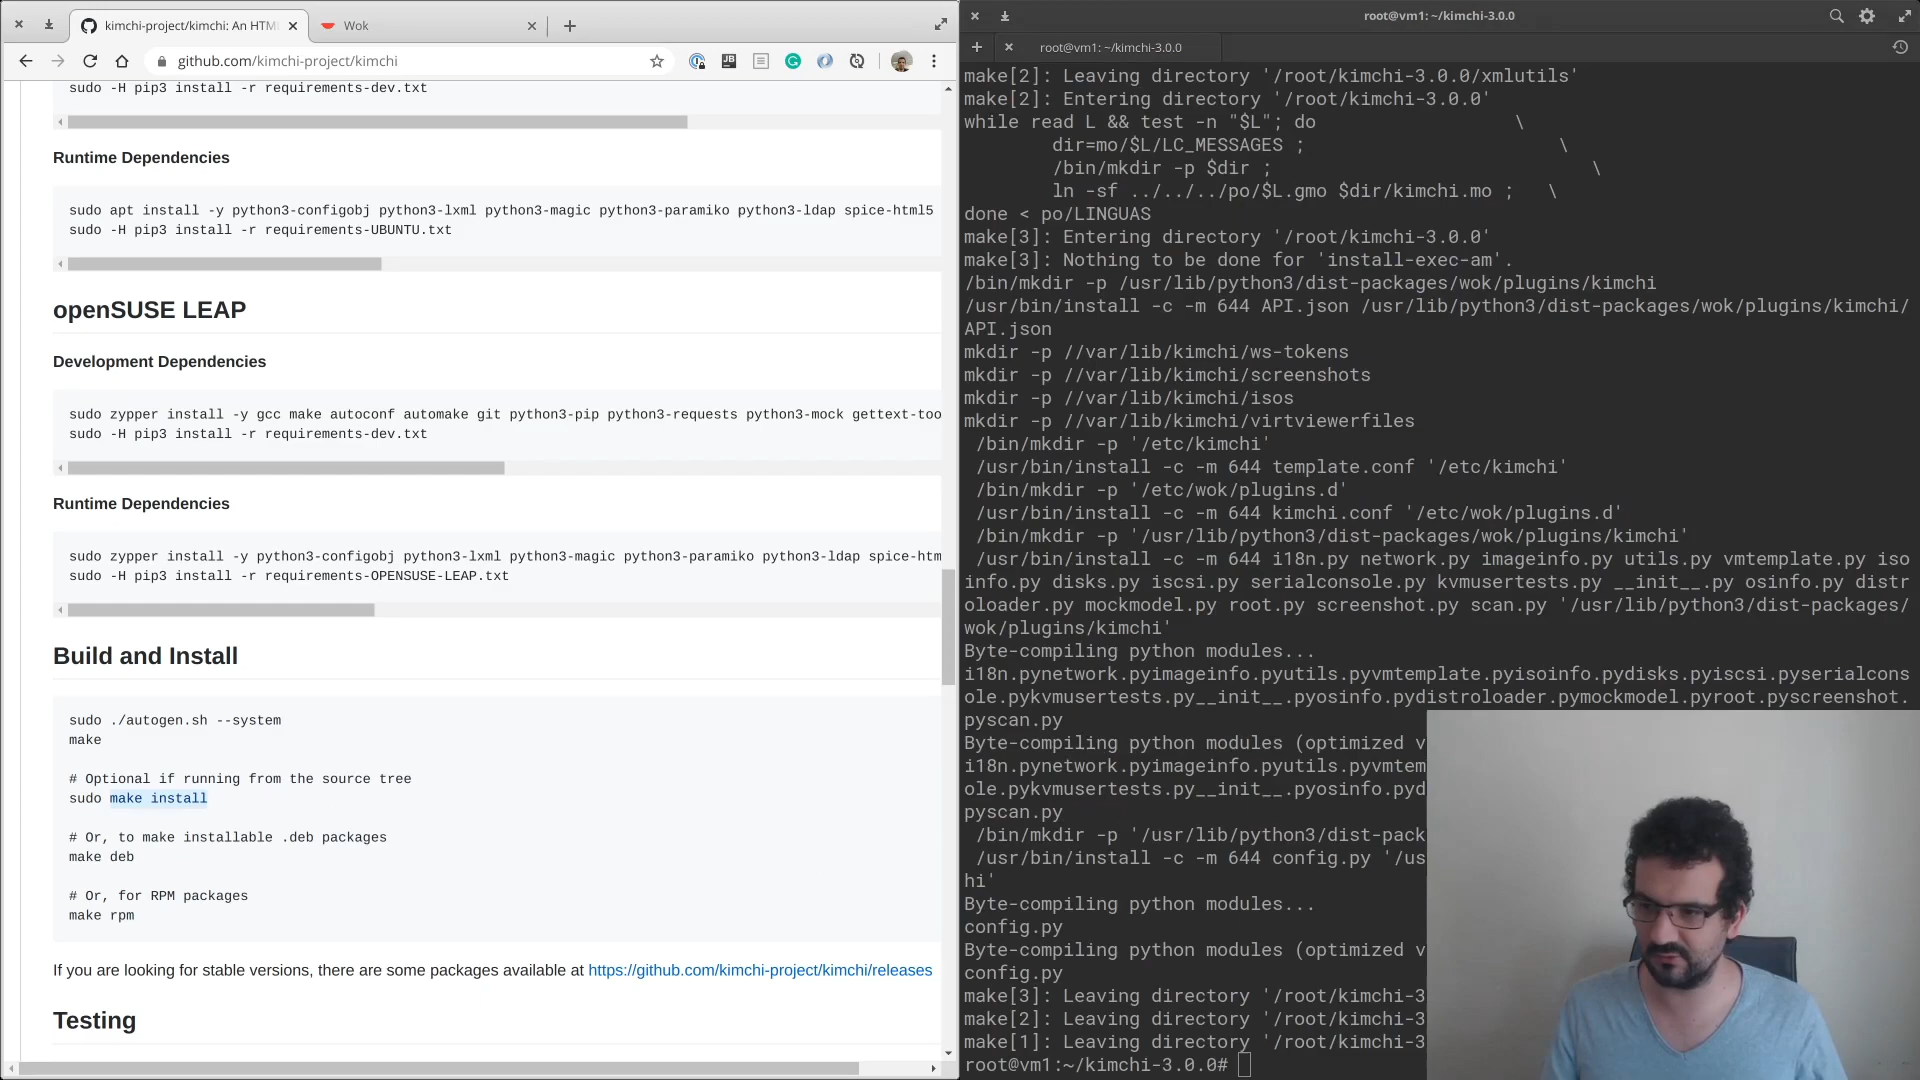 kimchi-project/kimchi: An HTM
Wok
github.com/kimchi-project/kimchi
sudo -H pip3 install -r requirements-dev.txt
Runtime Dependencies
sudo apt install -y python3-configobj python3-lxml python3-magic python3-paramiko python3-ldap spice-html5
sudo -H pip3 install -r requirements-UBUNTU.txt
openSUSE LEAP
Development Dependencies
sudo zypper install -y gcc make autoconf automake git python3-pip python3-requests python3-mock gettext-too
sudo -H pip3 install -r requirements-dev.txt
Runtime Dependencies
sudo zypper install -y python3-configobj python3-lxml python3-magic python3-paramiko python3-ldap spice-htm
sudo -H pip3 install -r requirements-OPENSUSE-LEAP.txt
Build and Install
sudo ./autogen.sh --system
make
# Optional if running from the source tree
sudo make install
# Or, to make installable .deb packages
make deb
# Or, for RPM packages
make rpm
If you are looking for stable versions, there are some packages available at https://github.com/kimchi-project/kimchi/releases
Testing
root@vm1: ~/kimchi-3.0.0
root@vm1: ~/kimchi-3.0.0
make[2]: Leaving directory '/root/kimchi-3.0.0/xmlutils'
make[2]: Entering directory '/root/kimchi-3.0.0'
while read L && test -n "$L"; do \
dir=mo/$L/LC_MESSAGES ; \
/bin/mkdir -p $dir ; \
ln -sf ../../../po/$L.gmo $dir/kimchi.mo ; \
done < po/LINGUAS
make[3]: Entering directory '/root/kimchi-3.0.0'
make[3]: Nothing to be done for 'install-exec-am'.
/bin/mkdir -p /usr/lib/python3/dist-packages/wok/plugins/kimchi
/usr/bin/install -c -m 644 API.json /usr/lib/python3/dist-packages/wok/plugins/kimchi/
API.json
mkdir -p //var/lib/kimchi/ws-tokens
mkdir -p //var/lib/kimchi/screenshots
mkdir -p //var/lib/kimchi/isos
mkdir -p //var/lib/kimchi/virtviewerfiles
/bin/mkdir -p '/etc/kimchi'
/usr/bin/install -c -m 644 template.conf '/etc/kimchi'
/bin/mkdir -p '/etc/wok/plugins.d'
/usr/bin/install -c -m 644 kimchi.conf '/etc/wok/plugins.d'
/bin/mkdir -p '/usr/lib/python3/dist-packages/wok/plugins/kimchi'
/usr/bin/install -c -m 644 i18n.py network.py imageinfo.py utils.py vmtemplate.py iso
info.py disks.py iscsi.py serialconsole.py kvmusertests.py __init__.py osinfo.py distr
oloader.py mockmodel.py root.py screenshot.py scan.py '/usr/lib/python3/dist-packages/
wok/plugins/kimchi'
Byte-compiling python modules...
i18n.pynetwork.pyimageinfo.pyutils.pyvmtemplate.pyisoinfo.pydisks.pyiscsi.pyserialcons
ole.pykvmusertests.py__init__.pyosinfo.pydistroloader.pymockmodel.pyroot.pyscreenshot.
pyscan.py
Byte-compiling python modules (optimized v
i18n.pynetwork.pyimageinfo.pyutils.pyvmtem
ole.pykvmusertests.py__init__.pyosinfo.pyd
pyscan.py
/bin/mkdir -p '/usr/lib/python3/dist-pack
/usr/bin/install -c -m 644 config.py '/us
hi'
Byte-compiling python modules...
config.py
Byte-compiling python modules (optimized v
config.py
make[3]: Leaving directory '/root/kimchi-3
make[2]: Leaving directory '/root/kimchi-3
make[1]: Leaving directory '/root/kimchi-3
root@vm1:~/kimchi-3.0.0#